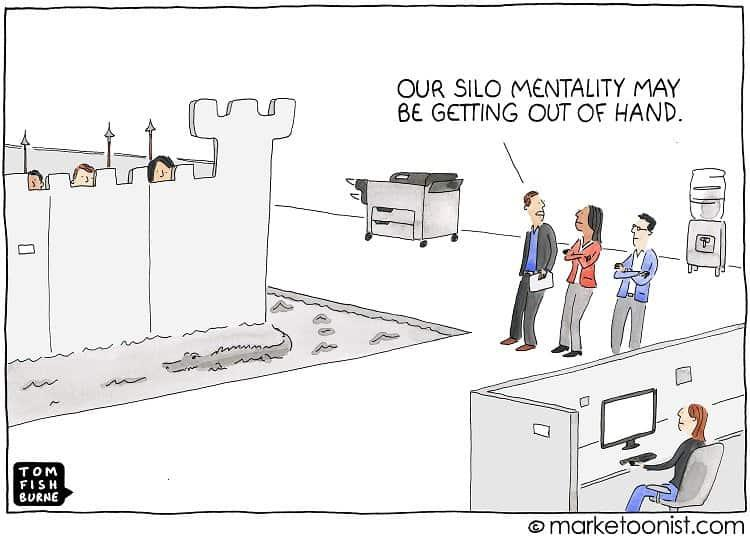 OUR SILO MENTALITY MAY
BE GETTING OUT OF HAND.
TOM
FISH
BURNE
© marketoonist.com